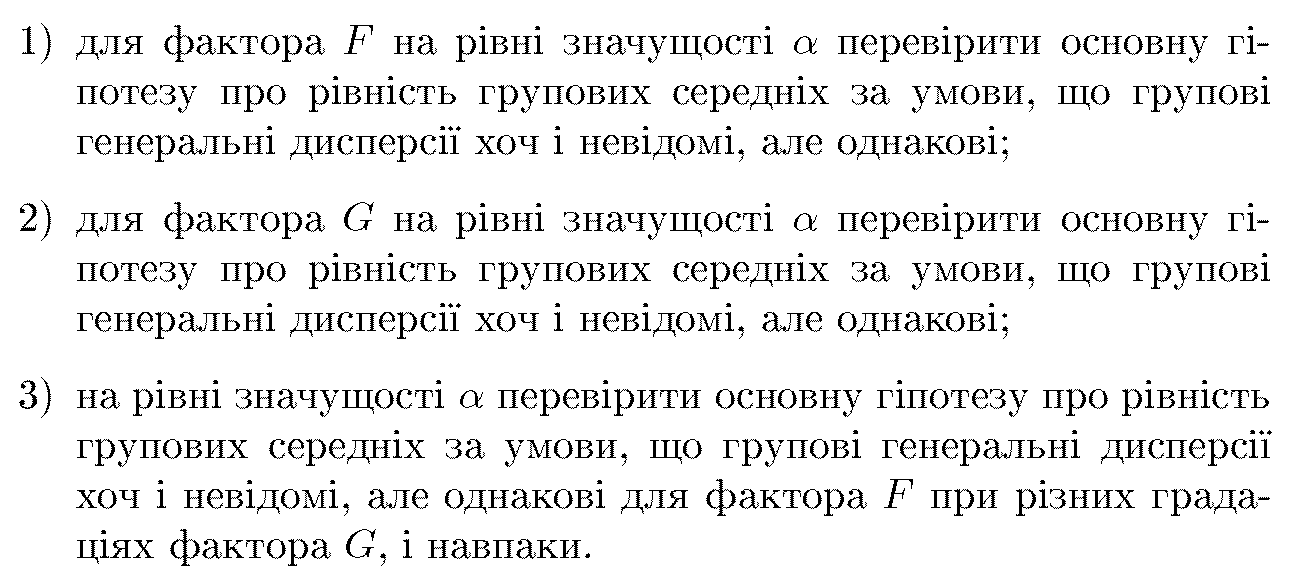 1) для фактора F на рівні значущості α перевірити основну гі-
потезу про рівність групових середніх за умови, що групові
генеральні дисперсії хоч і невідомі, але однакові;
2) для фактора G на рівні значущості α перевірити основну гі-
потезу про рівність групових середніх за умови, що групові
генеральні дисперсії хоч і невідомі, але однакові;
3) на рівні значущості α перевірити основну гіпотезу про рівність
групових середніх за умови, що групові генеральні дисперсії
хоч і невідомі, але однакові для фактора F при різних града-
ціях фактора G, і навпаки.